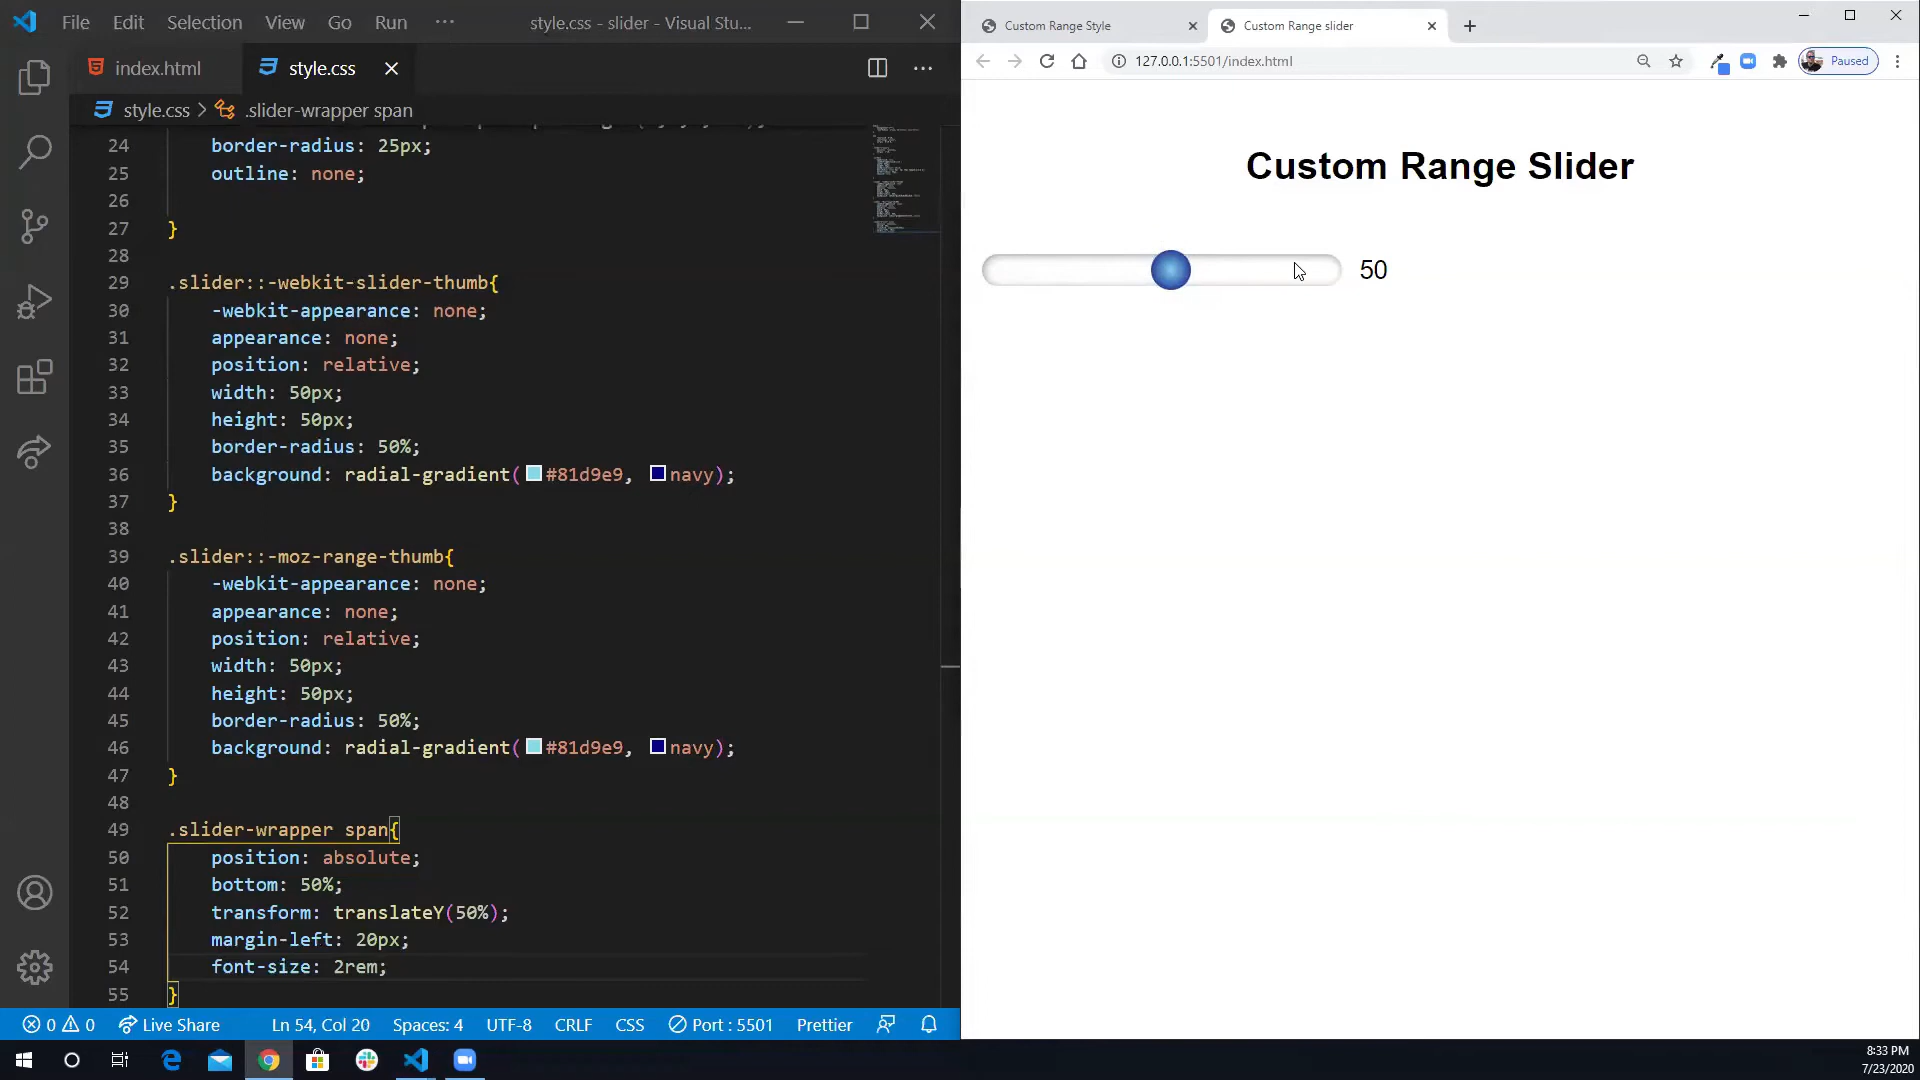 File Edit Selection View Go Run ··· style.css - slider - Visual Stu...
index.html style.css
style.css > .slider-wrapper span
24 border-radius: 25px;
25 outline: none;
26
27 }
28
29 .slider::-webkit-slider-thumb{
30 -webkit-appearance: none;
31 appearance: none;
32 position: relative;
33 width: 50px;
34 height: 50px;
35 border-radius: 50%;
36 background: radial-gradient(#81d9e9, navy);
37 }
38
39 .slider::-moz-range-thumb{
40 -webkit-appearance: none;
41 appearance: none;
42 position: relative;
43 width: 50px;
44 height: 50px;
45 border-radius: 50%;
46 background: radial-gradient(#81d9e9, navy);
47 }
48
49 .slider-wrapper span{
50 position: absolute;
51 bottom: 50%;
52 transform: translateY(50%);
53 margin-left: 20px;
54 font-size: 2rem;
55 }
0 0 Live Share Ln 54, Col 20 Spaces: 4 UTF-8 CRLF CSS Port : 5501 Prettier
Custom Range Style Custom Range slider
127.0.0.1:5501/index.html Paused
Custom Range Slider
50
8:33 PM
7/23/2020